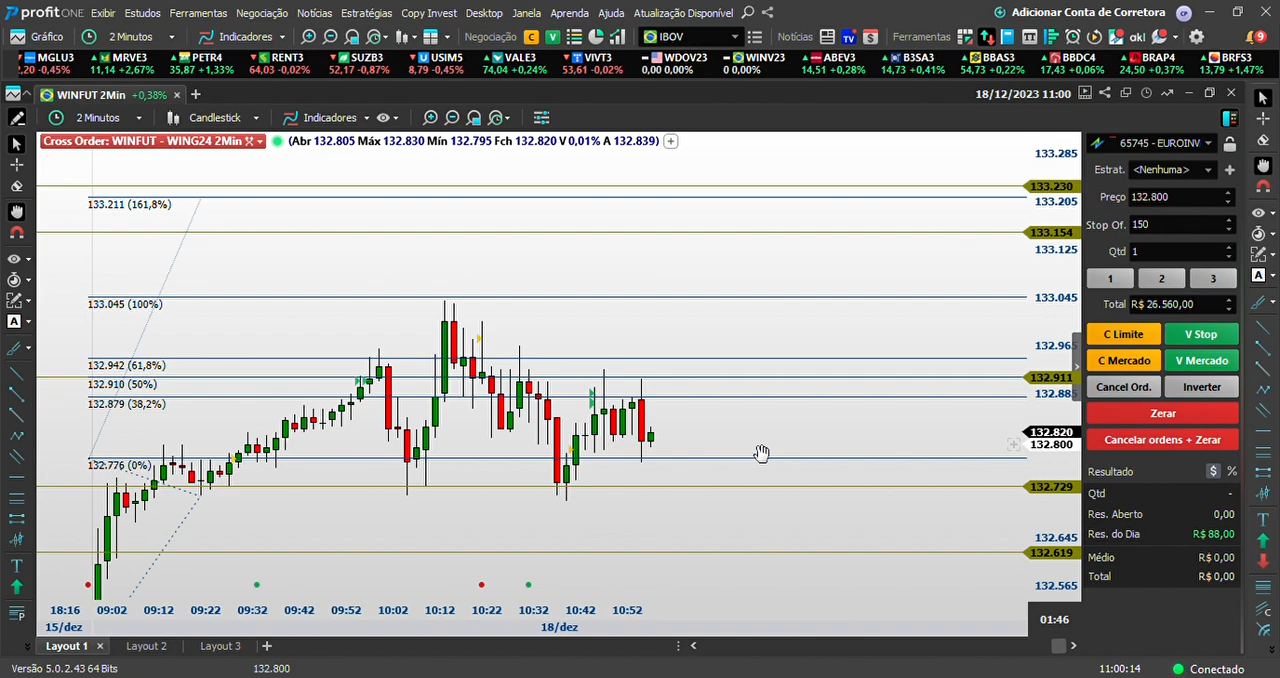 profitONE Exibir Estudos Ferramentas Negociação Notícias Estratégias Copy Invest Desktop Janela Aprenda Ajuda Atualização Disponível Adicionar Conta de Corretora CP
Gráfico 2 Minutos Indicadores Negociação C V IBOV Notícias TV $ Ferramentas akl 9
MGLU3 MRVE3 PETR4 RENT3 SUZB3 USIM5 VALE3 VIVT3 WDOV23 WINV23 ABEV3 B3SA3 BBAS3 BBDC4 BRAP4 BRFS3
2,20 -0,45% 11,14 +2,67% 35,87 +1,33% 64,03 -0,02% 52,17 -0,87% 8,79 -0,45% 74,04 +0,24% 53,61 -0,02% 0,00 0,00% 0 0,00% 14,51 +0,28% 14,73 +0,41% 54,73 +0,22% 17,43 +0,06% 24,50 +0,37% 13,79 +1,47%
WINFUT 2Min +0,38% × + 18/12/2023 11:00
2 Minutos Candlestick Indicadores
Cross Order: WINFUT - WING24 2Min (Abr 132.805 Máx 132.830 Mín 132.795 Fch 132.820 V 0,01% A 132.839)
133.285
133.230
133.211 (161,8%) 133.205
133.154
133.125
133.045 (100%) 133.045
132.965
132.942 (61,8%)
132.910 (50%) 132.911
132.885
132.879 (38,2%)
132.820
132.800
132.776 (0%)
132.729
132.645
132.619
132.565
18:16 09:02 09:12 09:22 09:32 09:42 09:52 10:02 10:12 10:22 10:32 10:42 10:52
15/dez 18/dez
01:46
65745 - EUROINV
Estrat. <Nenhuma>
Preço 132.800
Stop Of. 150
Qtd 1
1 2 3
Total R$ 26.560,00
C Limite V Stop
C Mercado V Mercado
Cancel Ord. Inverter
Zerar
Cancelar ordens + Zerar
Resultado $ %
Qtd -
Res. Aberto 0,00
Res. do Dia R$ 88,00
Médio R$ 0,00
Total R$ 0,00
Layout 1 × Layout 2 Layout 3 +
Versão 5.0.2.43 64 Bits 132.800 11:00:14 Conectado